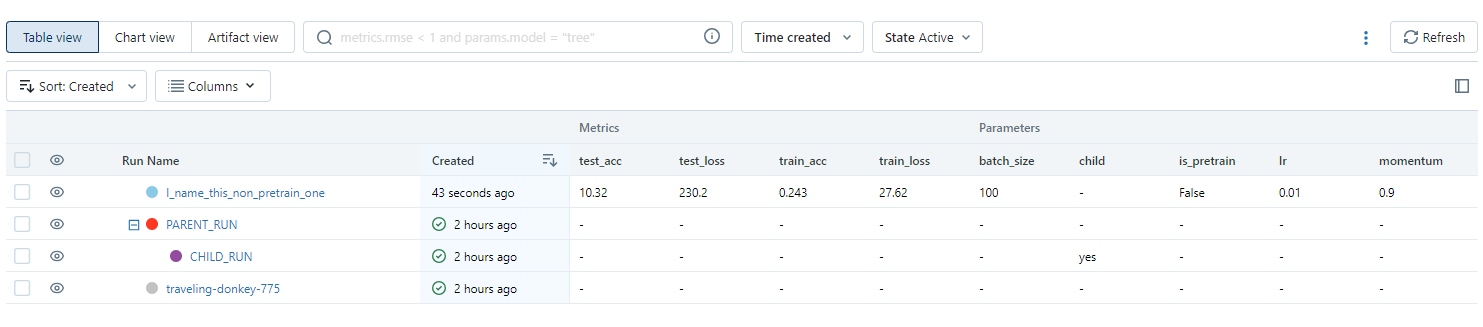 Table view Chart view Artifact view metrics.rmse < 1 and params.model = "tree" Time created State Active Refresh
Sort: Created Columns
Metrics Parameters
Run Name Created test_acc test_loss train_acc train_loss batch_size child is_pretrain lr momentum
I_name_this_non_pretrain_one 43 seconds ago 10.32 230.2 0.243 27.62 100 - False 0.01 0.9
PARENT_RUN 2 hours ago - - - - - - - - -
CHILD_RUN 2 hours ago - - - - - yes - - -
traveling-donkey-775 2 hours ago - - - - - - - - -